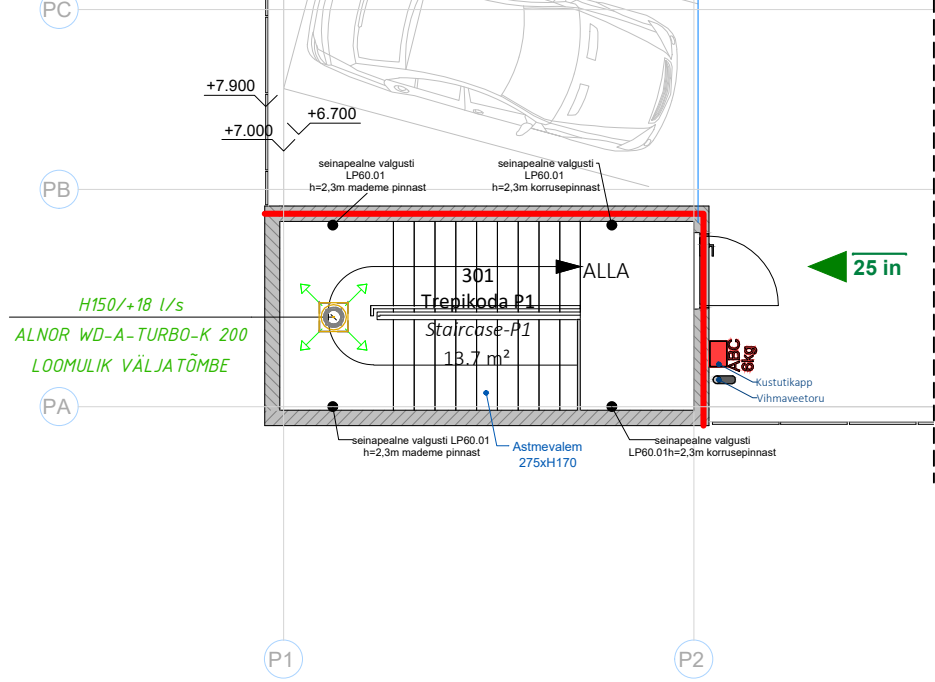 PC
+7.900
+6.700
+7.000
seinapealne valgusti
LP60.01
h=2,3m mademe pinnast
seinapealne valgusti
LP60.01
h=2,3m korrusepinnast
PB
ALLA
25 in
301
Trepikoda P1
Staircase-P1
13.7 m²
H150/+18 l/s
ALNOR WD-A-TURBO-K 200
LOOMULIK VÄLJATÕMBE
ABC
8kg
Kustutikapp
Vihmaveetoru
PA
seinapealne valgusti LP60.01
h=2,3m mademe pinnast
Astmevalem
275xH170
seinapealne valgusti
LP60.01h=2,3m korrusepinnast
P1
P2